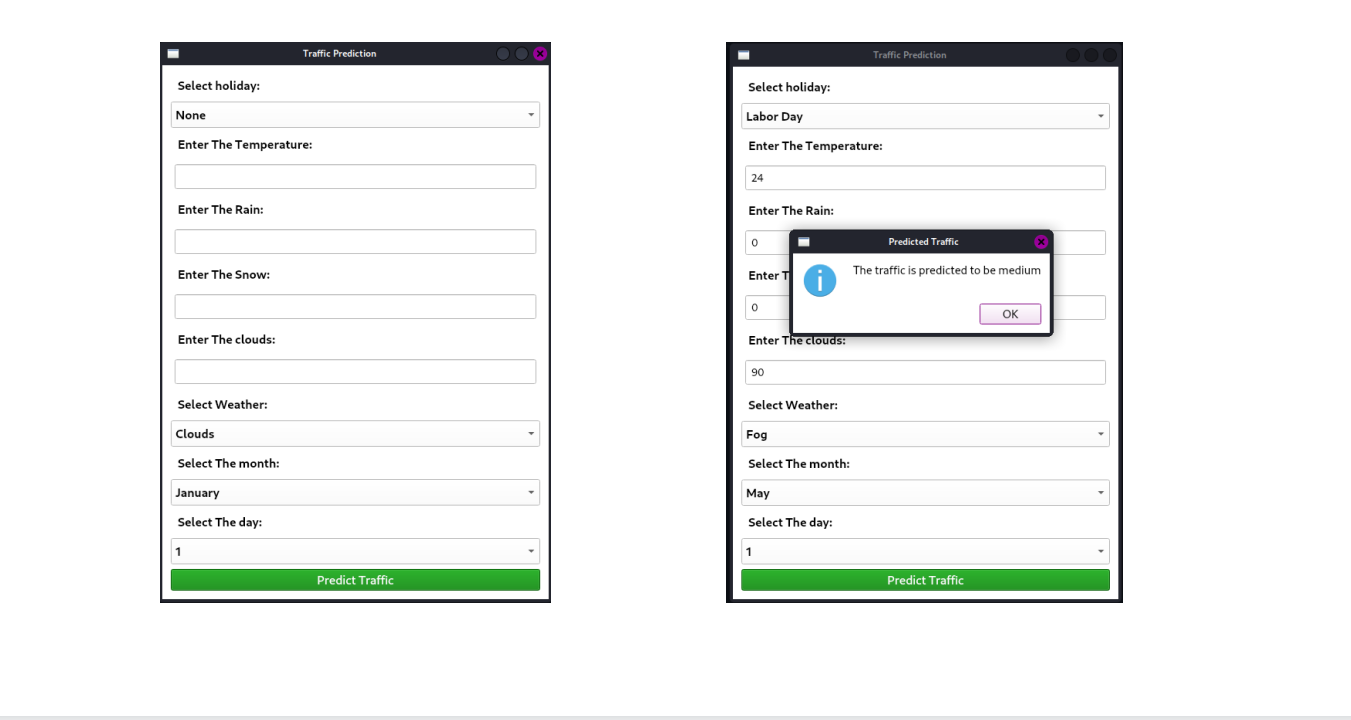 Traffic Prediction
Select holiday:
None
Enter The Temperature:
Enter The Rain:
Enter The Snow:
Enter The clouds:
Select Weather:
Clouds
Select The month:
January
Select The day:
1
Predict Traffic
Traffic Prediction
Select holiday:
Labor Day
Enter The Temperature:
24
Enter The Rain:
0
Predicted Traffic
The traffic is predicted to be medium
OK
Enter T
0
Enter The clouds:
90
Select Weather:
Fog
Select The month:
May
Select The day:
1
Predict Traffic